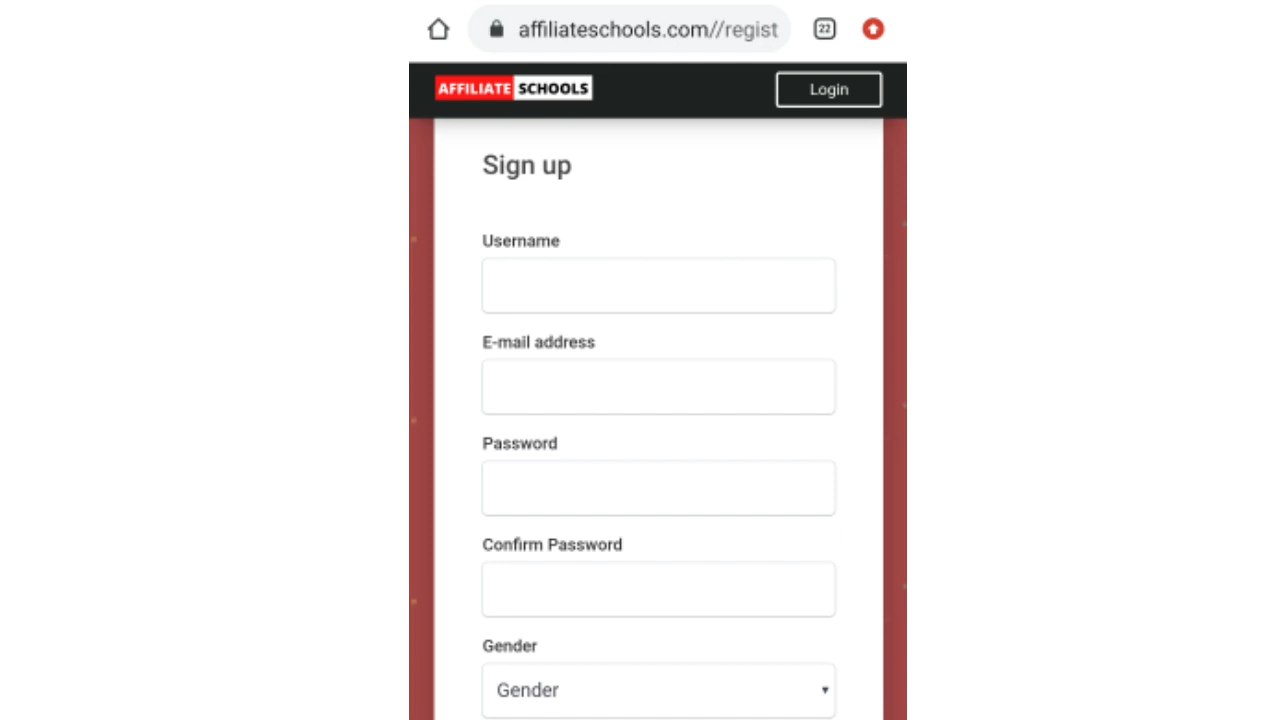 affiliateschools.com//regist
22
AFFILIATE SCHOOLS
Login
Sign up
Username
E-mail address
Password
Confirm Password
Gender
Gender